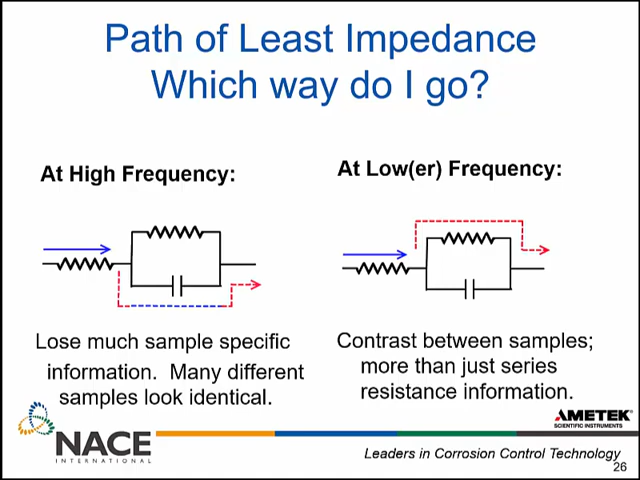 Path of Least Impedance
Which way do I go?
At High Frequency:
At Low(er) Frequency:
Lose much sample specific
information. Many different
samples look identical.
Contrast between samples;
more than just series
resistance information.
AMETEK
SCIENTIFIC INSTRUMENTS
NACE
INTERNATIONAL
Leaders in Corrosion Control Technology
26